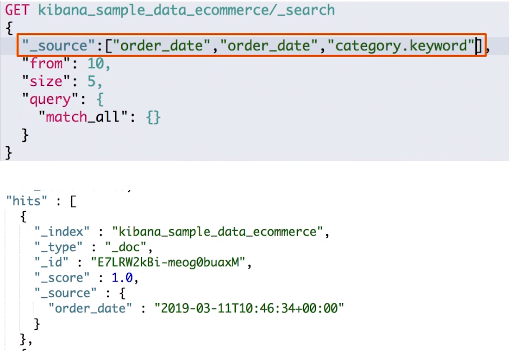 GET kibana_sample_data_ecommerce/_search
{
"_source":["order_date","order_date","category.keyword"],
"from": 10,
"size": 5,
"query": {
"match_all": {}
}
}
"hits" : [
{
"_index" : "kibana_sample_data_ecommerce",
"_type" : "_doc",
"_id" : "E7LRW2kBi-meog0buaxM",
"_score" : 1.0,
"_source" : {
"order_date" : "2019-03-11T10:46:34+00:00"
}
},